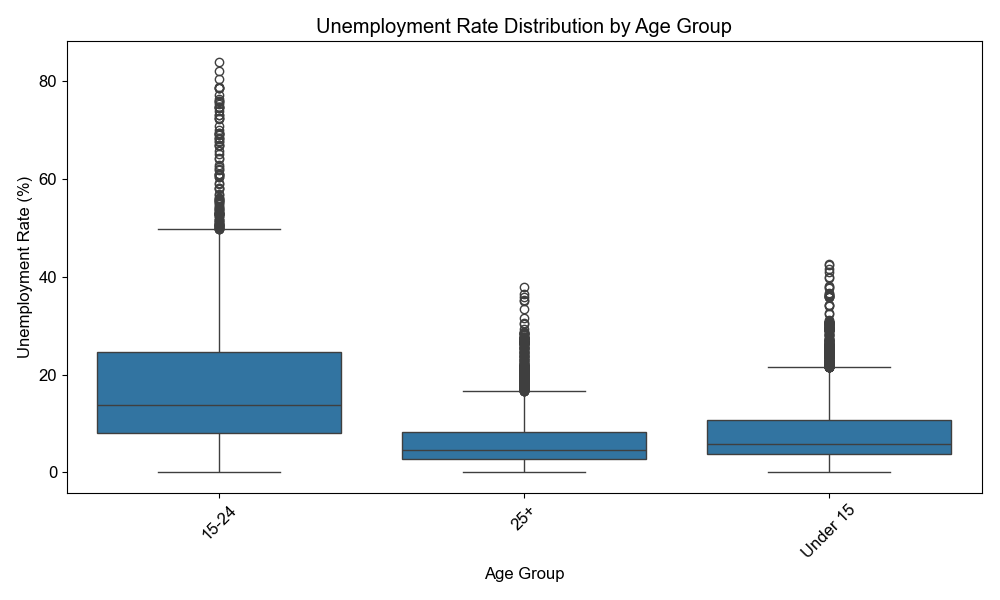 Unemployment Rate Distribution by Age Group
Unemployment Rate (%)
80
60
40
20
0
15-24
25+
Under 15
Age Group